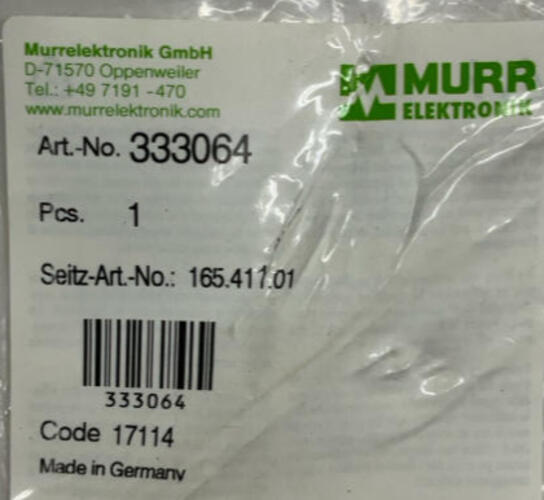 Murrelektronik GmbH
D-71570 Oppenweiler
Tel.: +49 7191 -470
www.murrelektronik.com
MURR
ELEKTRONIK
Art.-No. 333064
Pcs. 1
Seitz-Art.-No.: 165.411.01
333064
Code 17114
Made in Germany